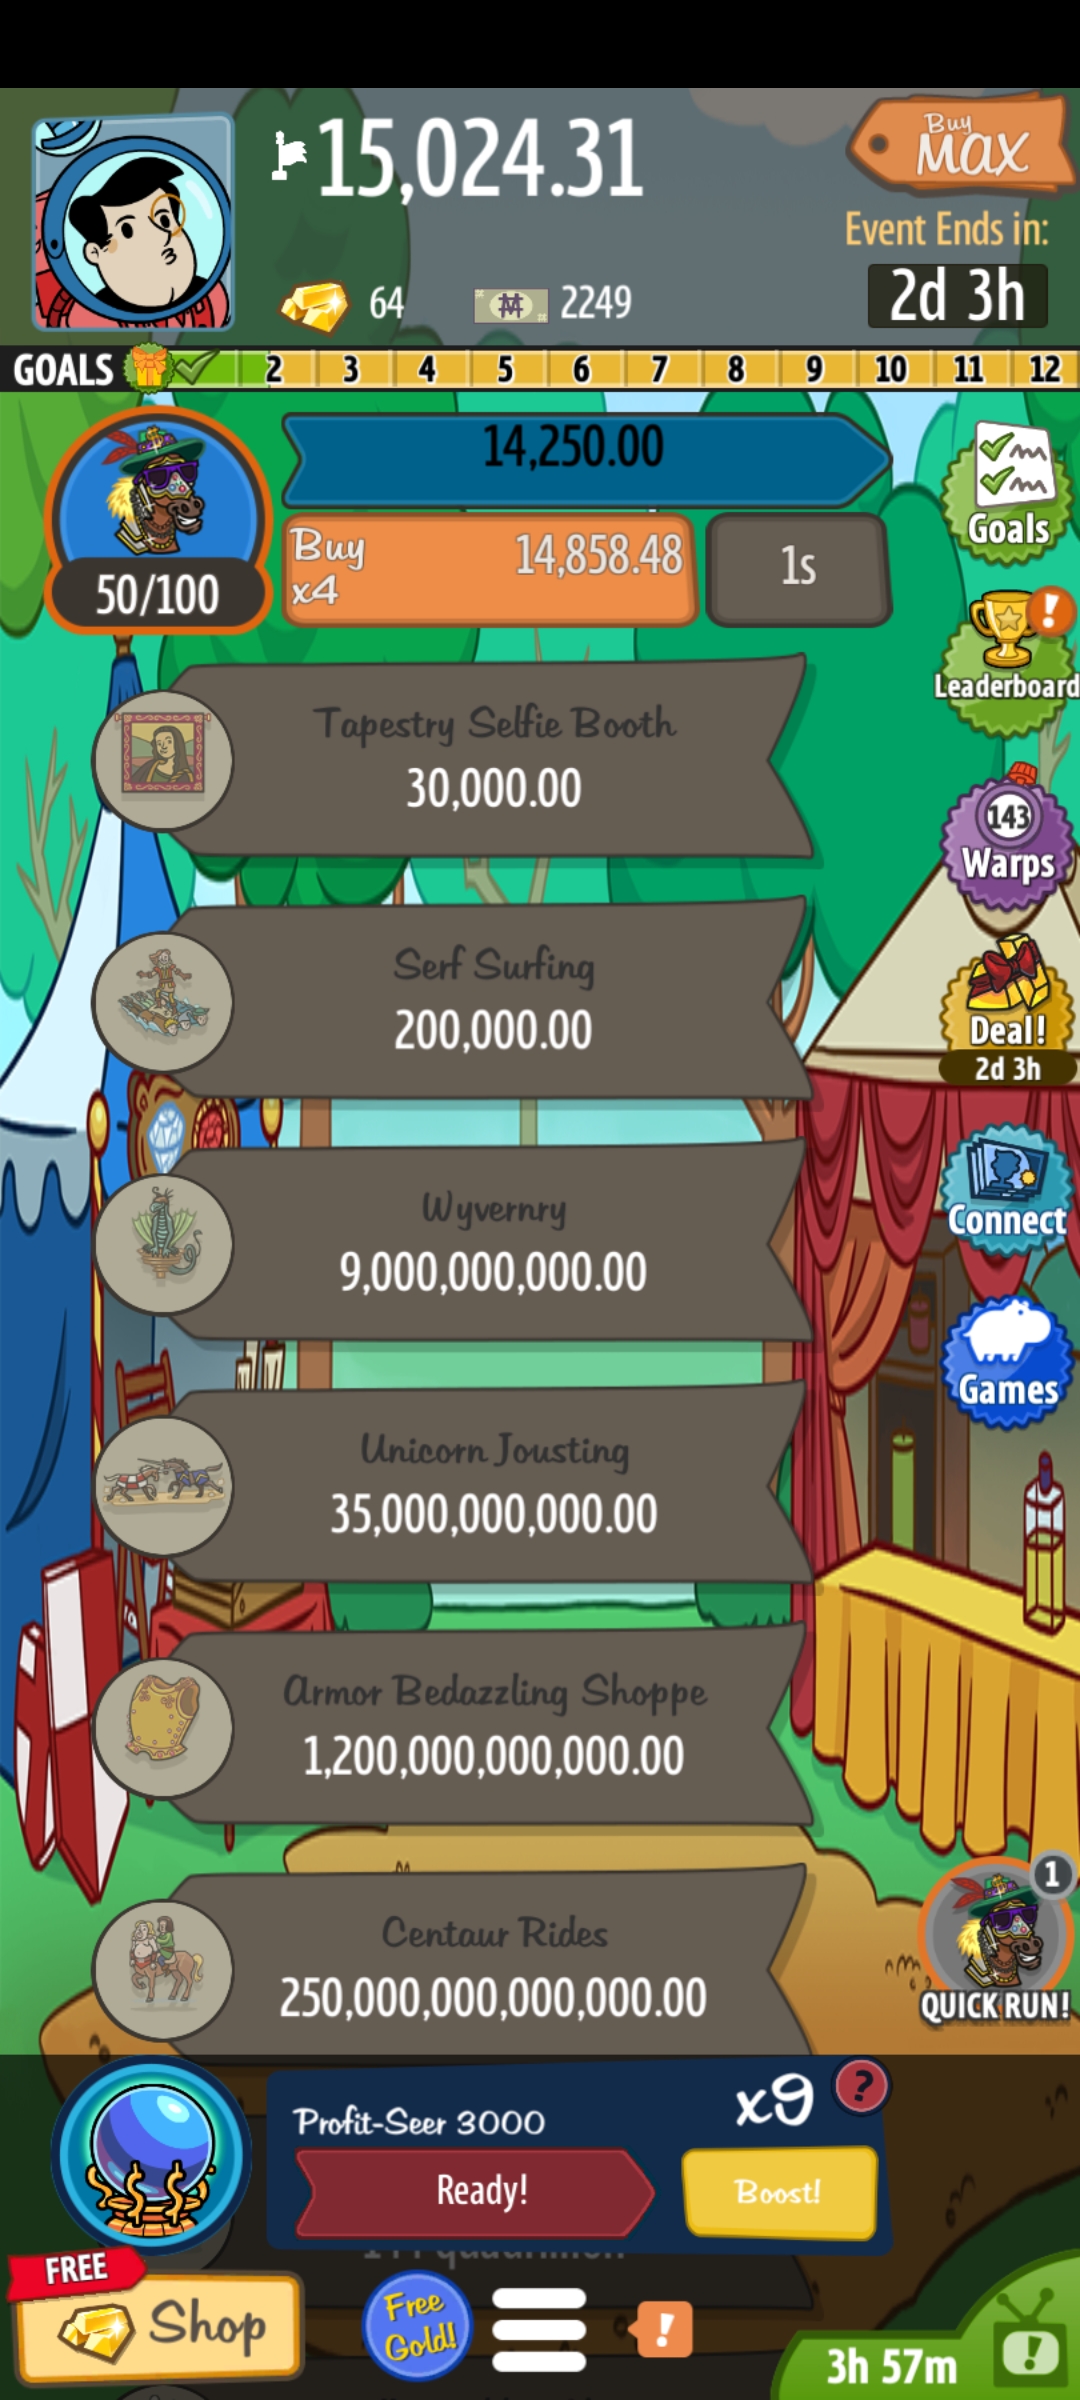 15,024.31
Buy
MAX
Event Ends in:
2d 3h
64
2249
GOALS 2 3 4 5 6 7 8 9 10 11 12
14,250.00
Buy
x4
14,858.48
1s
50/100
Goals
Leaderboard
Tapestry Selfie Booth
30,000.00
143
Warps
Serf Surfing
200,000.00
Deal!
2d 3h
Wyvernry
9,000,000,000.00
Connect
Unicorn Jousting
35,000,000,000.00
Games
Armor Bedazzling Shoppe
1,200,000,000,000.00
Centaur Rides
250,000,000,000,000.00
1
QUICK RUN!
Profit-Seer 3000
x9
?
Ready!
Boost!
FREE
Shop
Free
Gold!
!
3h 57m
!